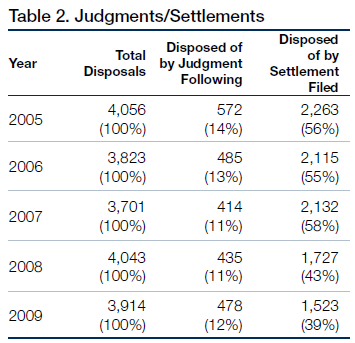 Table 2. Judgments/Settlements
Year
Total
Disposals
Disposed of
by Judgment
Following
Disposed
of by
Settlement
Filed
2005
4,056 572 2,263
(100%) (14%) (56%)
2006
3,823 485 2,115
(100%) (13%) (55%)
2007
3,701 414 2,132
(100%) (11%) (58%)
2008
4,043 435 1,727
(100%) (11%) (43%)
2009
3,914 478 1,523
(100%) (12%) (39%)